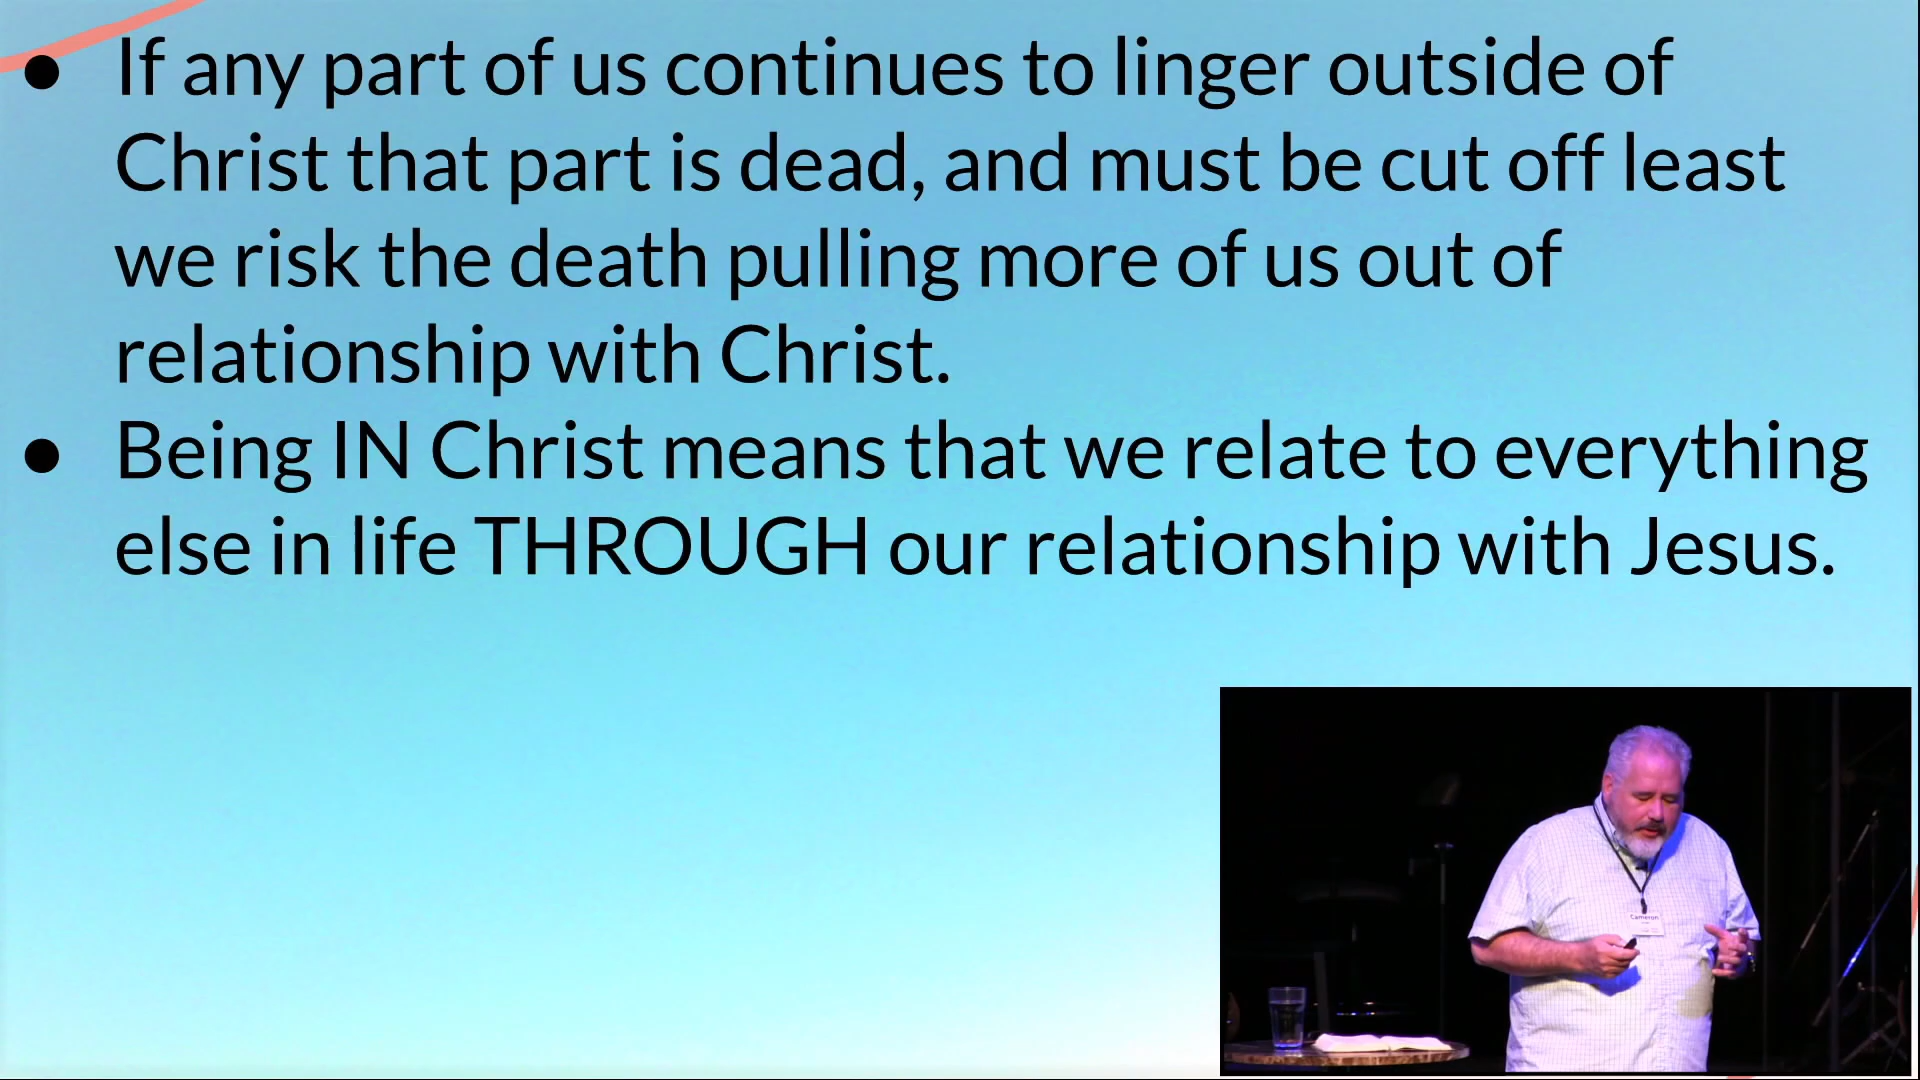 ● If any part of us continues to linger outside of
Christ that part is dead, and must be cut off least
we risk the death pulling more of us out of
relationship with Christ.
● Being IN Christ means that we relate to everything
else in life THROUGH our relationship with Jesus.
Cameron